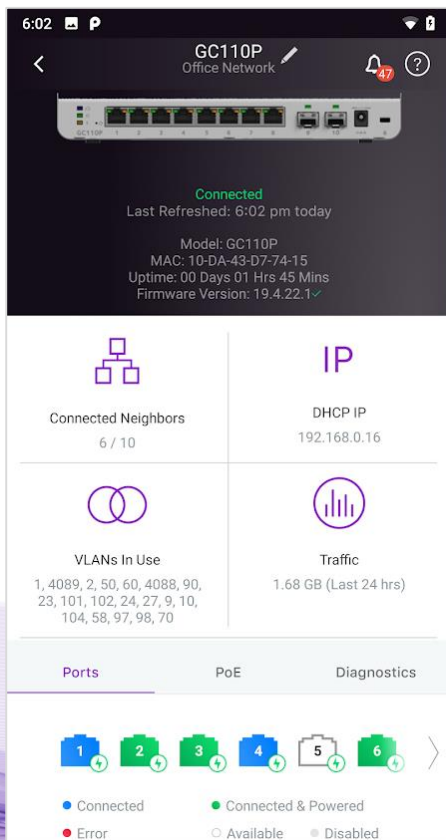 6:02
GC110P
Office Network
47
?
GC110P 1 2 3 4 5 6 7 8 9 10
Connected
Last Refreshed: 6:02 pm today
Model: GC110P
MAC: 10-DA-43-D7-74-15
Uptime: 00 Days 01 Hrs 45 Mins
Firmware Version: 19.4.22.1
IP
Connected Neighbors
6 / 10
DHCP IP
192.168.0.16
VLANs In Use
1, 4089, 2, 50, 60, 4088, 90,
23, 101, 102, 24, 27, 9, 10,
104, 58, 97, 98, 70
Traffic
1.68 GB (Last 24 hrs)
Ports PoE Diagnostics
1 2 3 4 5 6
Connected Connected & Powered
Error Available Disabled